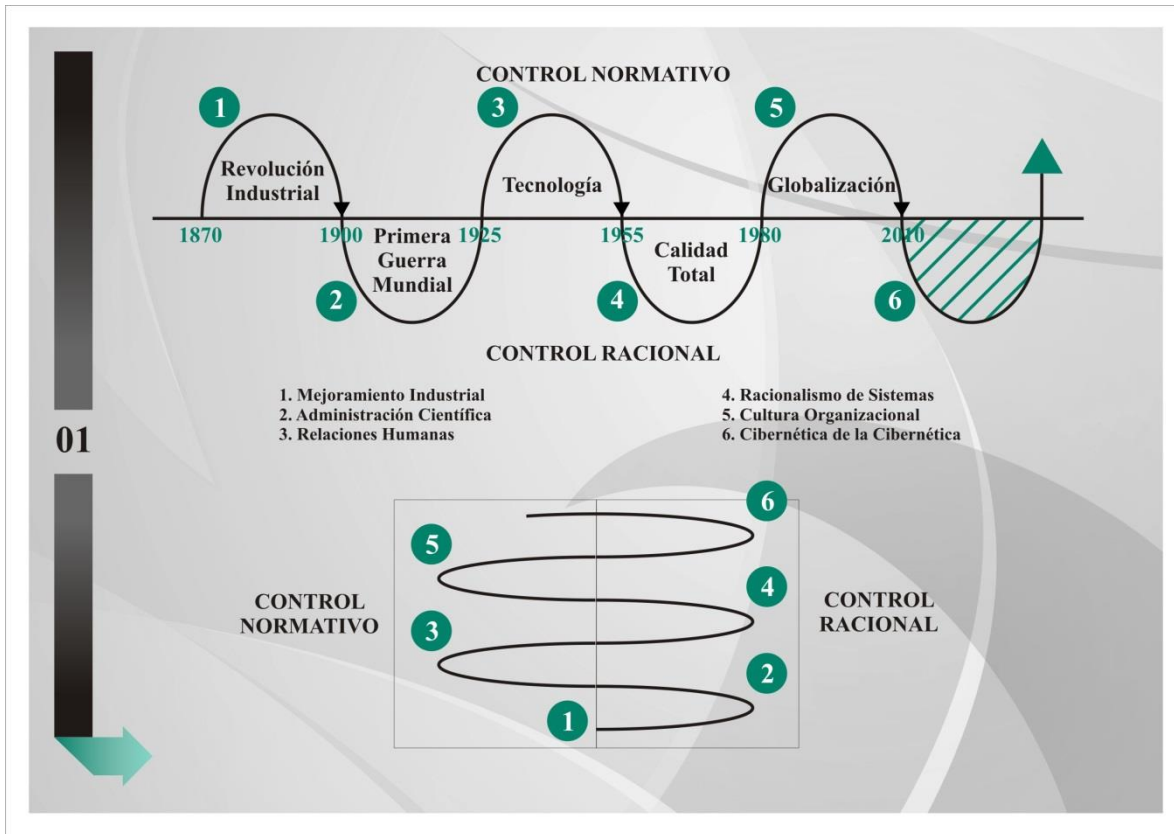 CONTROL NORMATIVO
1
3
5
Revolución
Industrial
Tecnología
Globalización
1870
1900
1925
1955
1980
2010
Primera
Guerra
Mundial
Calidad
Total
2
4
6
CONTROL RACIONAL
1. Mejoramiento Industrial
2. Administración Científica
3. Relaciones Humanas
4. Racionalismo de Sistemas
5. Cultura Organizacional
6. Cibernética de la Cibernética
01
6
5
4
CONTROL
NORMATIVO
3
CONTROL
RACIONAL
2
1